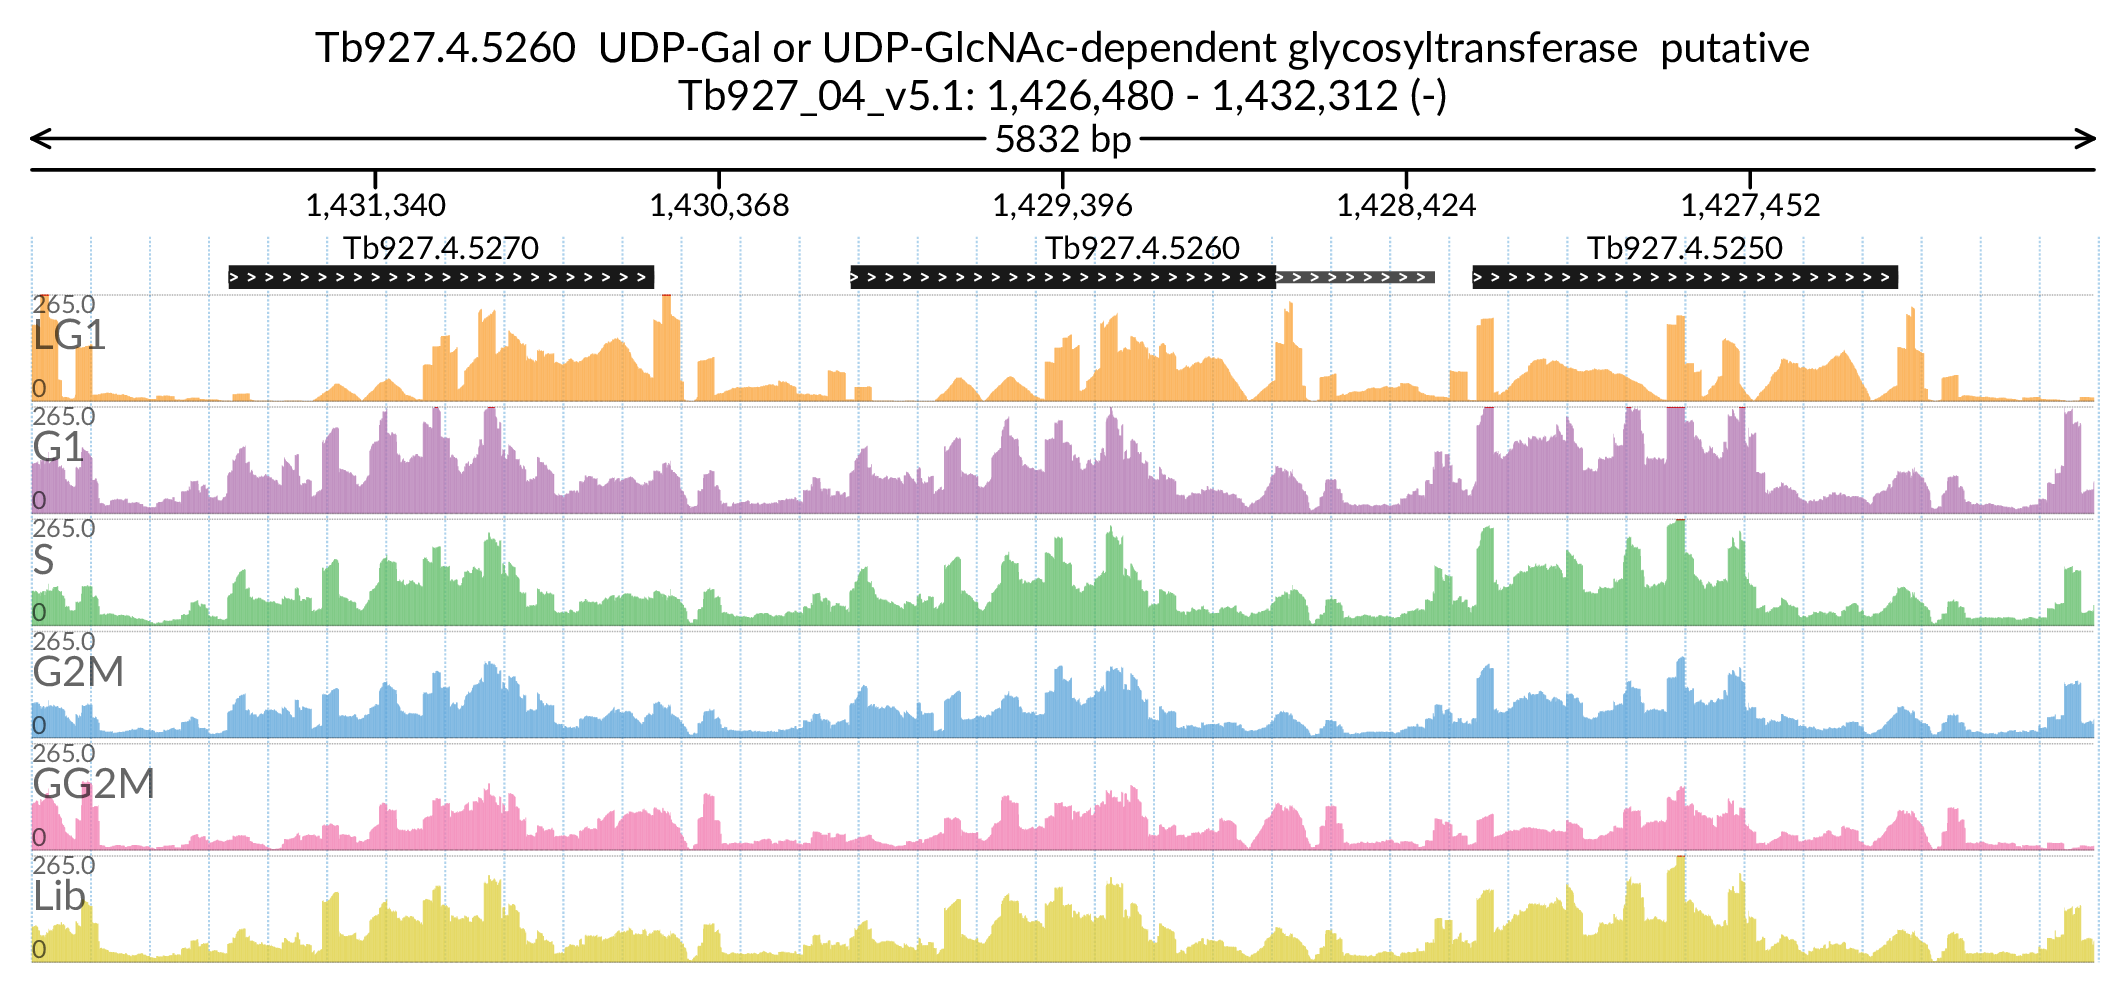 Tb927.4.5260  UDP-Gal or UDP-GlcNAc-dependent glycosyltransferase  putative
Tb927_04_v5.1: 1,426,480 - 1,432,312 (-)
5832 bp
1,431,340 1,430,368 1,429,396 1,428,424 1,427,452
Tb927.4.5270 Tb927.4.5260 Tb927.4.5250
265.0
LG1
0
265.0
G1
0
265.0
S
0
265.0
G2M
0
265.0
GG2M
0
265.0
Lib
0